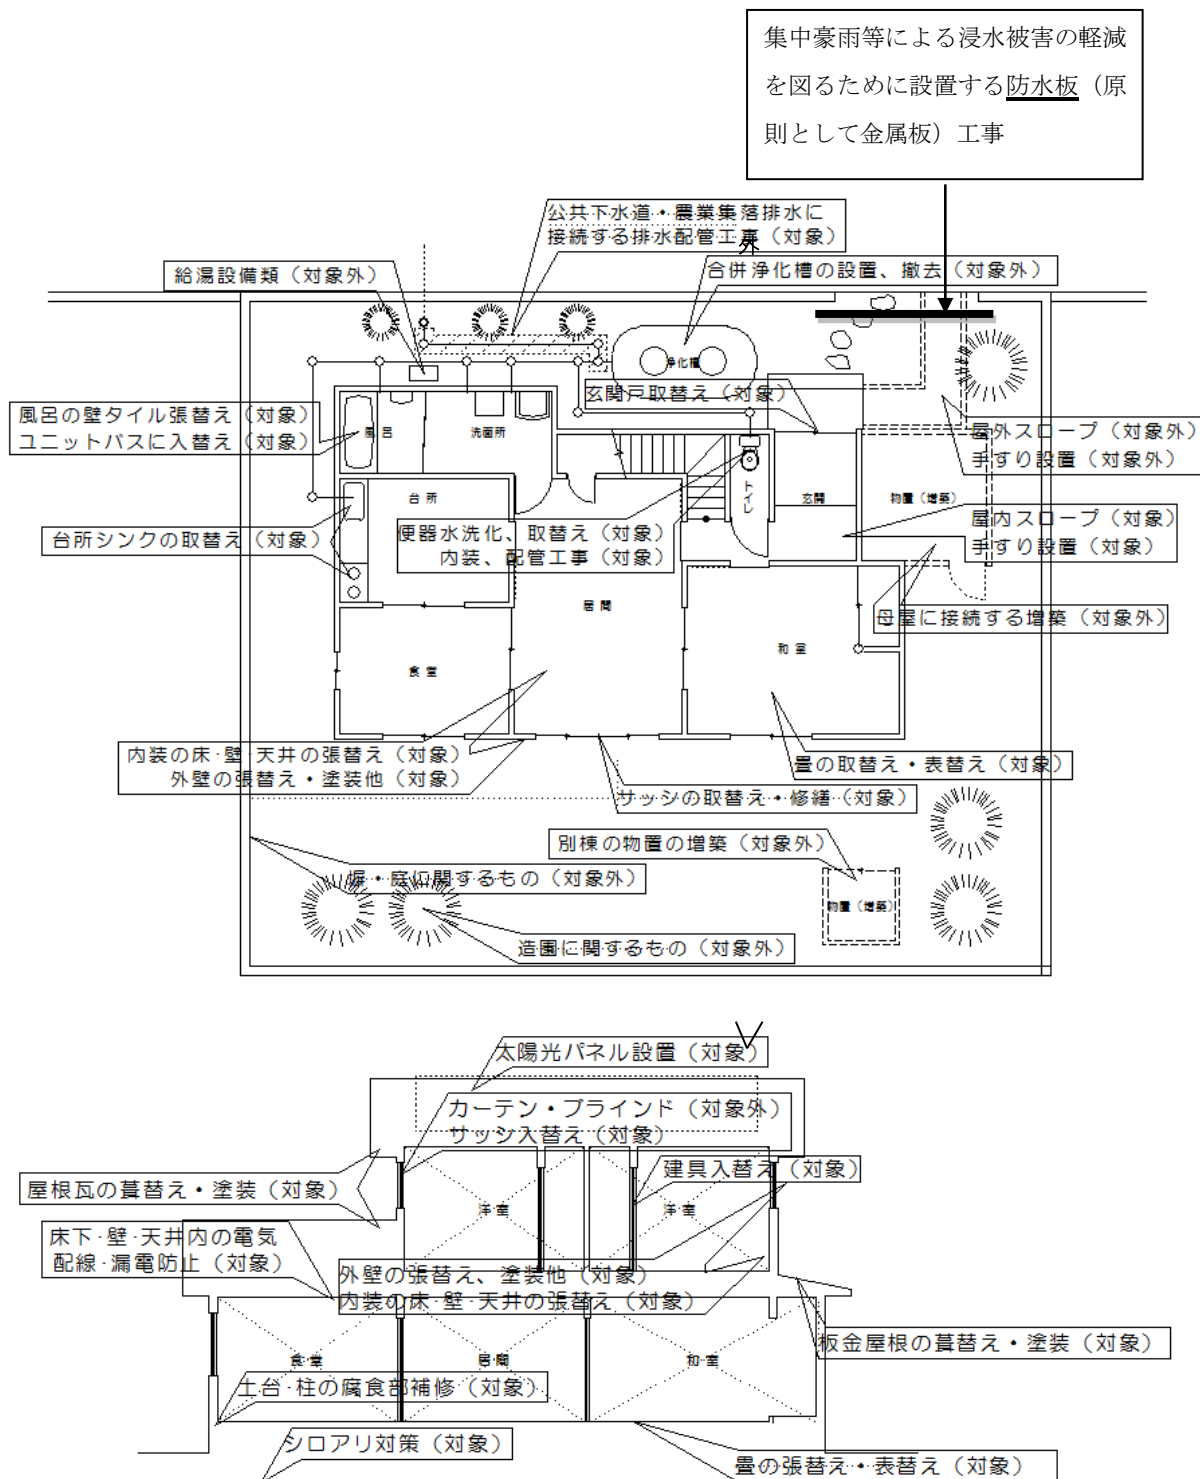 集中豪雨等による浸水被害の軽減
を図るために設置する防水板（原
則として金属板）工事
公共下水道・農業集落排水に
接続する排水配管工事（対象）
外
合併浄化槽の設置、撤去（対象外）
給湯設備類（対象外）
浄化槽
玄関戸取替え（対象）
風呂の壁タイル張替え（対象）
ユニットバスに入替え（対象）
風呂
洗面所
屋外スロープ（対象外）
手すり設置（対象外）
台所
トイレ
玄関
物置（増築）
台所シンクの取替え（対象）
便器水洗化、取替え（対象）
内装、配管工事（対象）
屋内スロープ（対象）
手すり設置（対象）
居間
母屋に接続する増築（対象外）
和室
食堂
内装の床・壁・天井の張替え（対象）
外壁の張替え・塗装他（対象）
畳の取替え・表替え（対象）
サッシの取替え・修繕（対象）
別棟の物置の増築（対象外）
塀・庭に関するもの（対象外）
物置（増築）
造園に関するもの（対象外）
太陽光パネル設置（対象）
カーテン・ブラインド（対象外）
サッシ入替え（対象）
建具入替え（対象）
屋根瓦の葺替え・塗装（対象）
洋室
洋室
床下・壁・天井内の電気
配線・漏電防止（対象）
外壁の張替え、塗装他（対象）
内装の床・壁・天井の張替え（対象）
板金屋根の葺替え・塗装（対象）
食堂
居間
和室
土台・柱の腐食部補修（対象）
シロアリ対策（対象）
畳の張替え・表替え（対象）